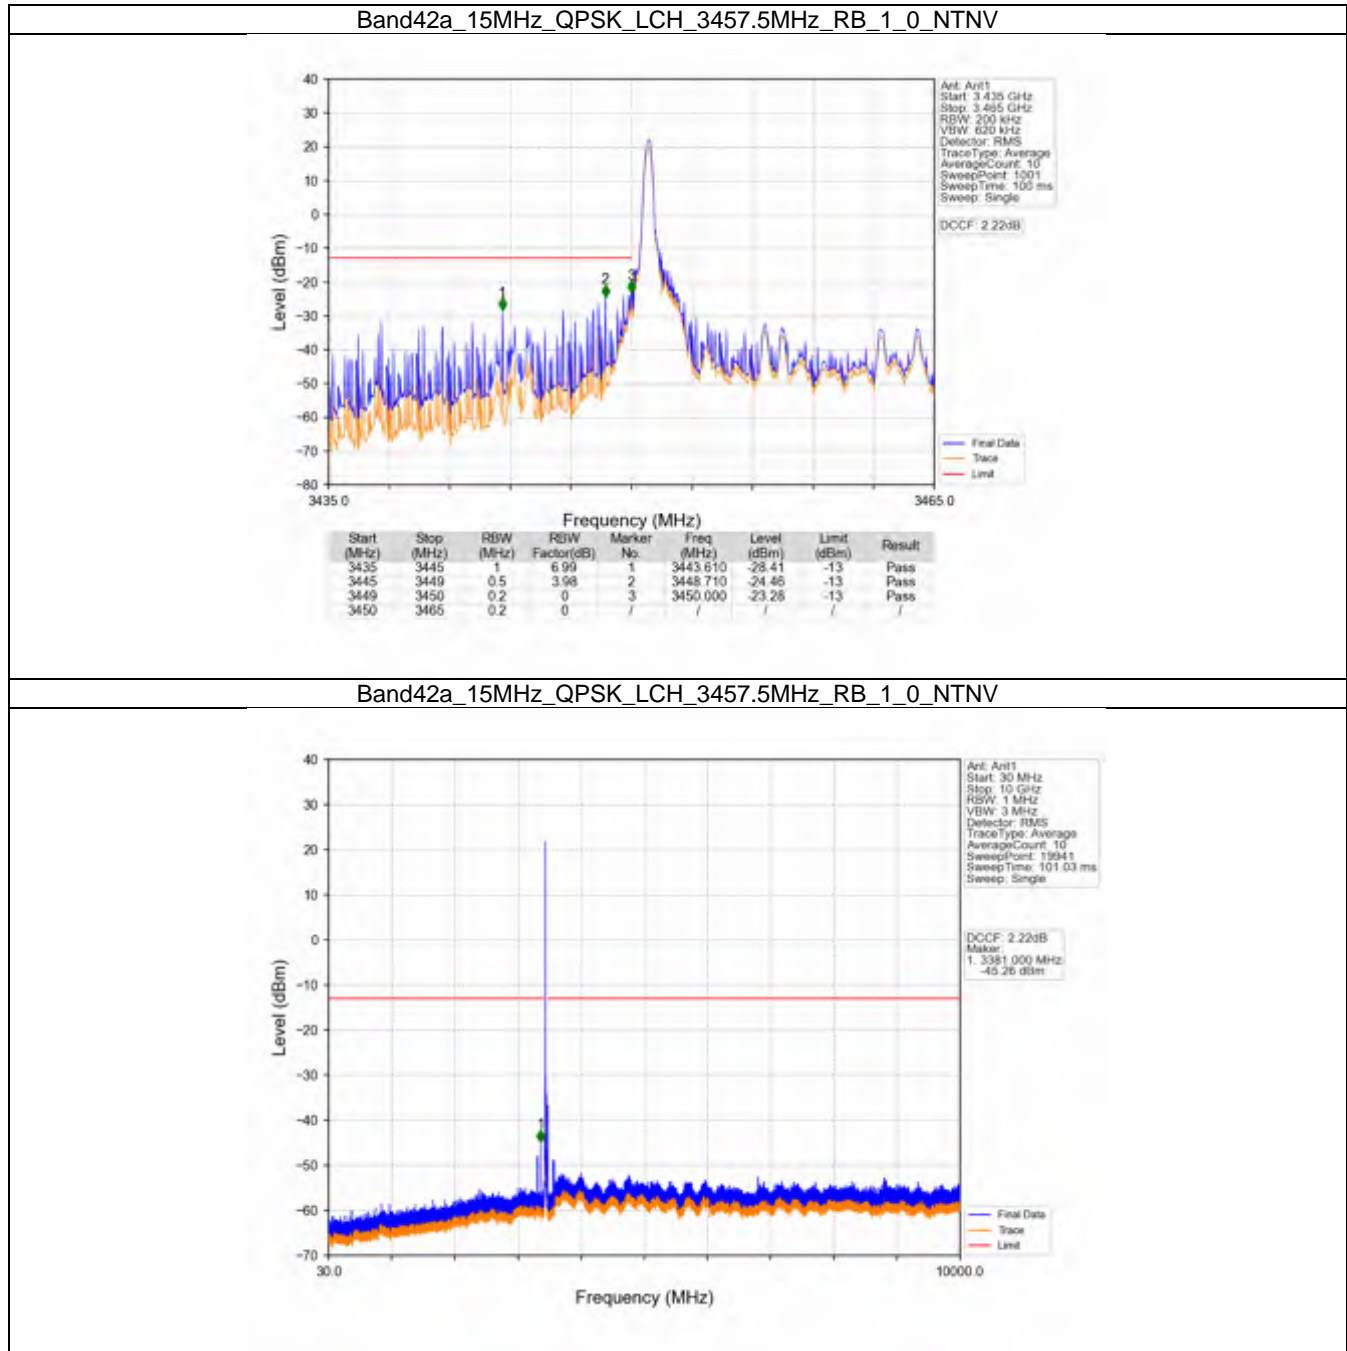 Band42a_15MHz_QPSK_LCH_3457.5MHz_RB_1_0_NTNV
Ant: Ant1
Start: 3.435 GHz
Stop: 3.465 GHz
RBW: 200 kHz
VBW: 620 kHz
Detector: RMS
TraceType: Average
AverageCount: 10
SweepPoint: 1001
SweepTime: 100 ms
Sweep: Single
DCCF: 2.22dB
Level (dBm)
40
30
20
10
0
−10
−20
−30
−40
−50
−60
−70
−80
1
2
3
3435.0
3465.0
Frequency (MHz)
Final Data
Trace
Limit
Start (MHz) Stop (MHz) RBW (MHz) RBW Factor(dB) Marker No. Freq (MHz) Level (dBm) Limit (dBm) Result
3435 3445 1 6.99 1 3443.610 -28.41 -13 Pass
3445 3449 0.5 3.98 2 3448.710 -24.46 -13 Pass
3449 3450 0.2 0 3 3450.000 -23.28 -13 Pass
3450 3465 0.2 0 / / / / /
Band42a_15MHz_QPSK_LCH_3457.5MHz_RB_1_0_NTNV
Ant: Ant1
Start: 30 MHz
Stop: 10 GHz
RBW: 1 MHz
VBW: 3 MHz
Detector: RMS
TraceType: Average
AverageCount: 10
SweepPoint: 19941
SweepTime: 101.03 ms
Sweep: Single
DCCF: 2.22dB
Maker:
1. 3381.000 MHz
-45.26 dBm
Level (dBm)
40
30
20
10
0
−10
−20
−30
−40
−50
−60
−70
1
30.0
10000.0
Frequency (MHz)
Final Data
Trace
Limit